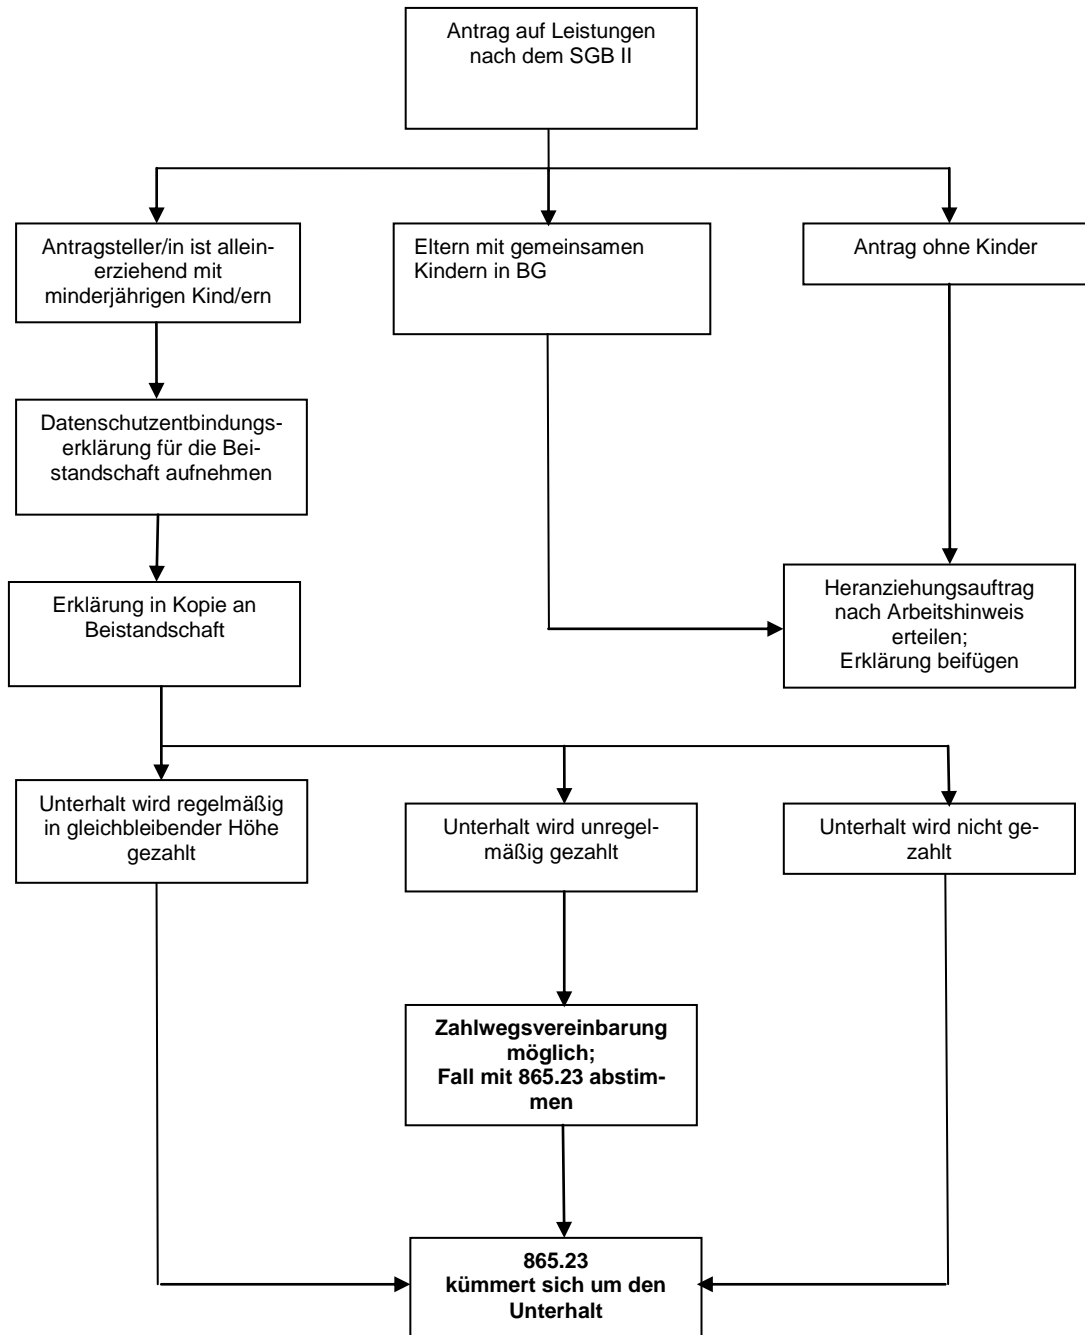 Antrag auf Leistungen
nach dem SGB II
Antragsteller/in ist allein-
erziehend mit
minderjährigen Kind/ern
Eltern mit gemeinsamen
Kindern in BG
Antrag ohne Kinder
Datenschutzentbindungs-
erklärung für die Bei-
standschaft aufnehmen
Erklärung in Kopie an
Beistandschaft
Heranziehungsauftrag
nach Arbeitshinweis
erteilen;
Erklärung beifügen
Unterhalt wird regelmäßig
in gleichbleibender Höhe
gezahlt
Unterhalt wird unregel-
mäßig gezahlt
Unterhalt wird nicht ge-
zahlt
Zahlwegsvereinbarung
möglich;
Fall mit 865.23 abstim-
men
865.23
kümmert sich um den
Unterhalt